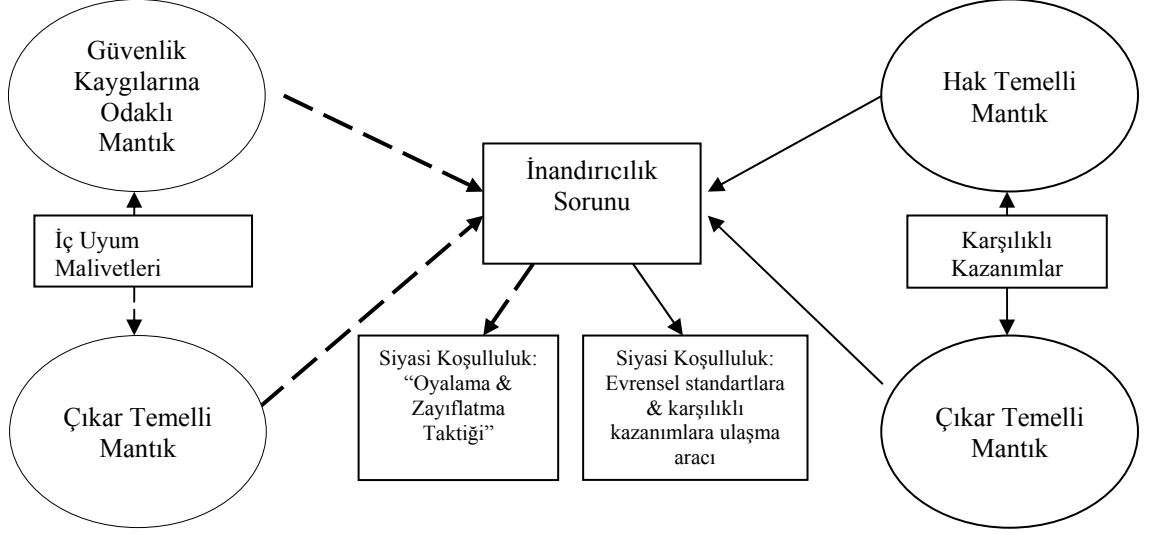 Güvenlik
Kaygılarına
Odaklı
Mantık
Hak Temelli
Mantık
İnandırıcılık
Sorunu
İç Uyum
Malivetleri
Karşılıklı
Kazanımlar
Çıkar Temelli
Mantık
Siyasi Koşulluluk:
“Oyalama &
Zayıflatma
Taktiği”
Siyasi Koşulluluk:
Evrensel standartlara
& karşılıklı
kazanımlara ulaşma
aracı
Çıkar Temelli
Mantık